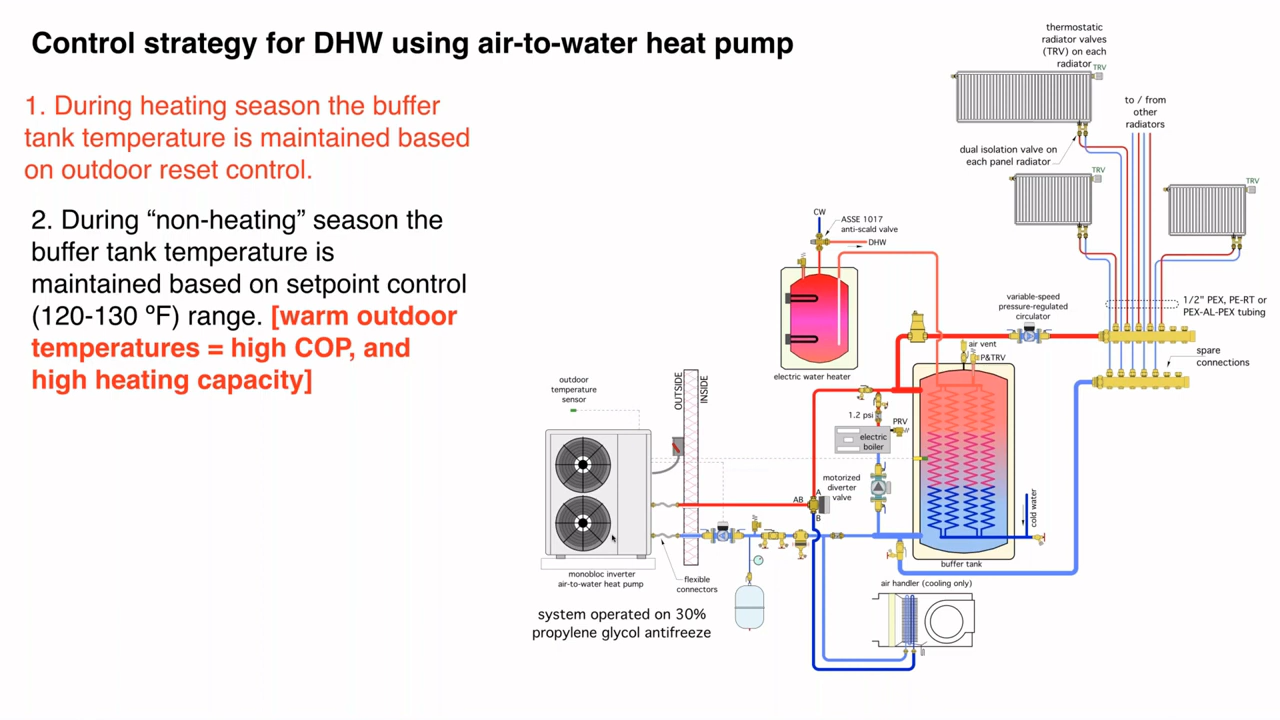 Control strategy for DHW using air-to-water heat pump
1. During heating season the buffer
tank temperature is maintained based
on outdoor reset control.
2. During “non-heating” season the
buffer tank temperature is
maintained based on setpoint control
(120-130 ºF) range. [warm outdoor
temperatures = high COP, and
high heating capacity]
thermostatic
radiator valves
(TRV) on each
radiator
TRV
to / from
other
radiators
dual isolation valve on
each panel radiator
TRV
TRV
CW
ASSE 1017
anti-scald valve
DHW
variable-speed
pressure-regulated
circulator
1/2" PEX, PE-RT or
PEX-AL-PEX tubing
air vent
P&TRV
spare
connections
electric water heater
outdoor
temperature
sensor
OUTSIDE
INSIDE
1.2 psi
PRV
electric
boiler
motorized
diverter
valve
AB
A
B
cold water
buffer tank
monobloc inverter
air-to-water heat pump
flexible
connectors
air handler (cooling only)
system operated on 30%
propylene glycol antifreeze